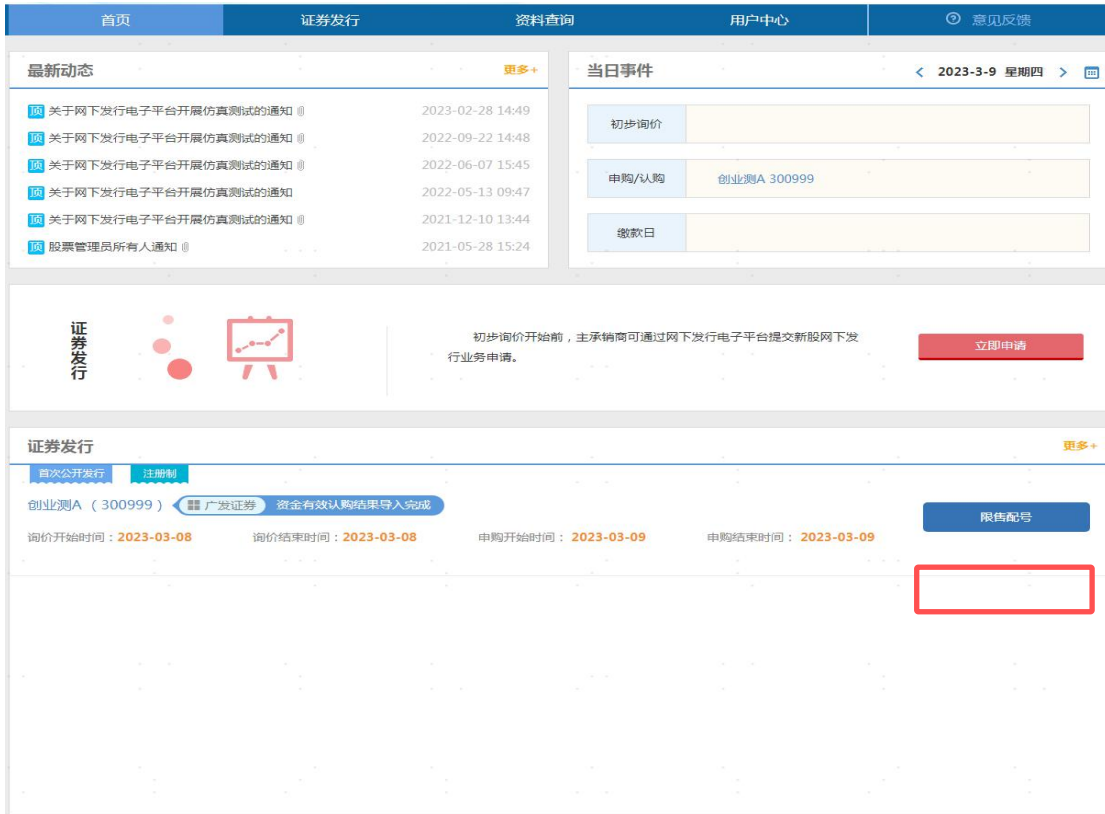 首页 证券发行 资料查询 用户中心 意见反馈
最新动态 更多+
顶 关于网下发行电子平台开展仿真测试的通知 2023-02-28 14:49
顶 关于网下发行电子平台开展仿真测试的通知 2022-09-22 14:48
顶 关于网下发行电子平台开展仿真测试的通知 2022-06-07 15:45
顶 关于网下发行电子平台开展仿真测试的通知 2022-05-13 09:47
顶 关于网下发行电子平台开展仿真测试的通知 2021-12-10 13:44
顶 股票管理员所有人通知 2021-05-28 15:24
当日事件 < 2023-3-9 星期四 >
初步询价
申购/认购 创业测A 300999
缴款日
证券发行
初步询价开始前，主承销商可通过网下发行电子平台提交新股网下发
行业务申请。
立即申请
证券发行 更多+
首次公开发行 注册制
创业测A （300999） 广发证券 资金有效认购结果导入完成
限售配号
询价开始时间：2023-03-08 询价结束时间：2023-03-08 申购开始时间： 2023-03-09 申购结束时间： 2023-03-09